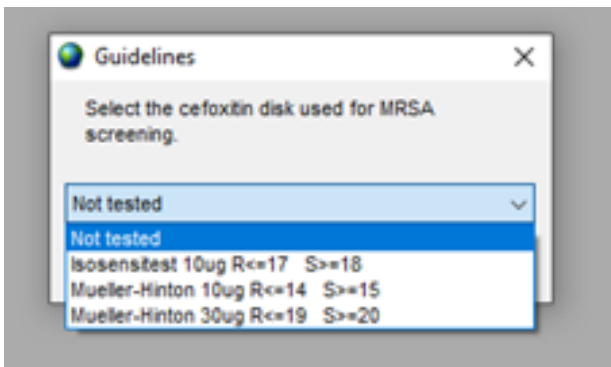 Guidelines
Select the cefoxitin disk used for MRSA
screening.
Not tested
Not tested
Isosensitest 10ug R<=17 S>=18
Mueller-Hinton 10ug R<=14 S>=15
Mueller-Hinton 30ug R<=19 S>=20